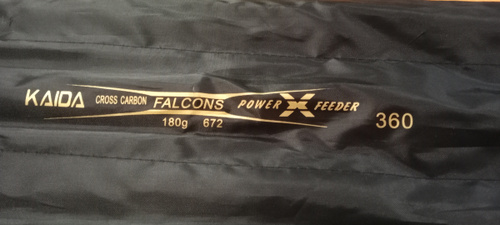 KAIDA CROSS CARBON FALCONS POWER X FEEDER 360
180g 672